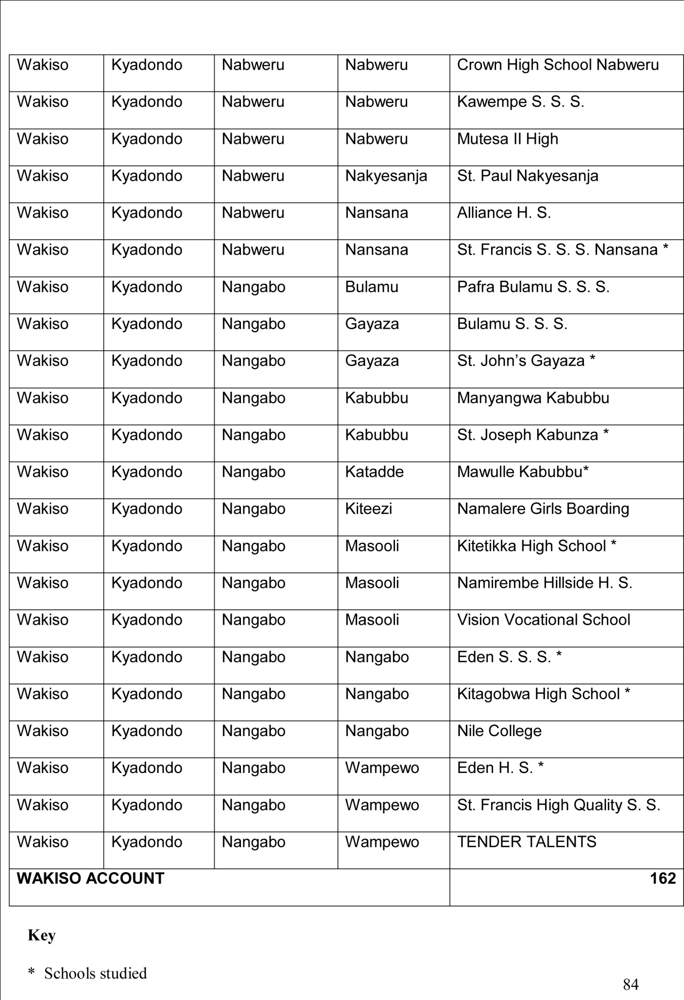 Wakiso Kyadondo Nabweru Nabweru Crown High School Nabweru
Wakiso Kyadondo Nabweru Nabweru Kawempe S. S. S.
Wakiso Kyadondo Nabweru Nabweru Mutesa II High
Wakiso Kyadondo Nabweru Nakyesanja St. Paul Nakyesanja
Wakiso Kyadondo Nabweru Nansana Alliance H. S.
Wakiso Kyadondo Nabweru Nansana St. Francis S. S. S. Nansana *
Wakiso Kyadondo Nangabo Bulamu Pafra Bulamu S. S. S.
Wakiso Kyadondo Nangabo Gayaza Bulamu S. S. S.
Wakiso Kyadondo Nangabo Gayaza St. John’s Gayaza *
Wakiso Kyadondo Nangabo Kabubbu Manyangwa Kabubbu
Wakiso Kyadondo Nangabo Kabubbu St. Joseph Kabunza *
Wakiso Kyadondo Nangabo Katadde Mawulle Kabubbu*
Wakiso Kyadondo Nangabo Kiteezi Namalere Girls Boarding
Wakiso Kyadondo Nangabo Masooli Kitetikka High School *
Wakiso Kyadondo Nangabo Masooli Namirembe Hillside H. S.
Wakiso Kyadondo Nangabo Masooli Vision Vocational School
Wakiso Kyadondo Nangabo Nangabo Eden S. S. S. *
Wakiso Kyadondo Nangabo Nangabo Kitagobwa High School *
Wakiso Kyadondo Nangabo Nangabo Nile College
Wakiso Kyadondo Nangabo Wampewo Eden H. S. *
Wakiso Kyadondo Nangabo Wampewo St. Francis High Quality S. S.
Wakiso Kyadondo Nangabo Wampewo TENDER TALENTS
WAKISO ACCOUNT 162
Key
* Schools studied
84